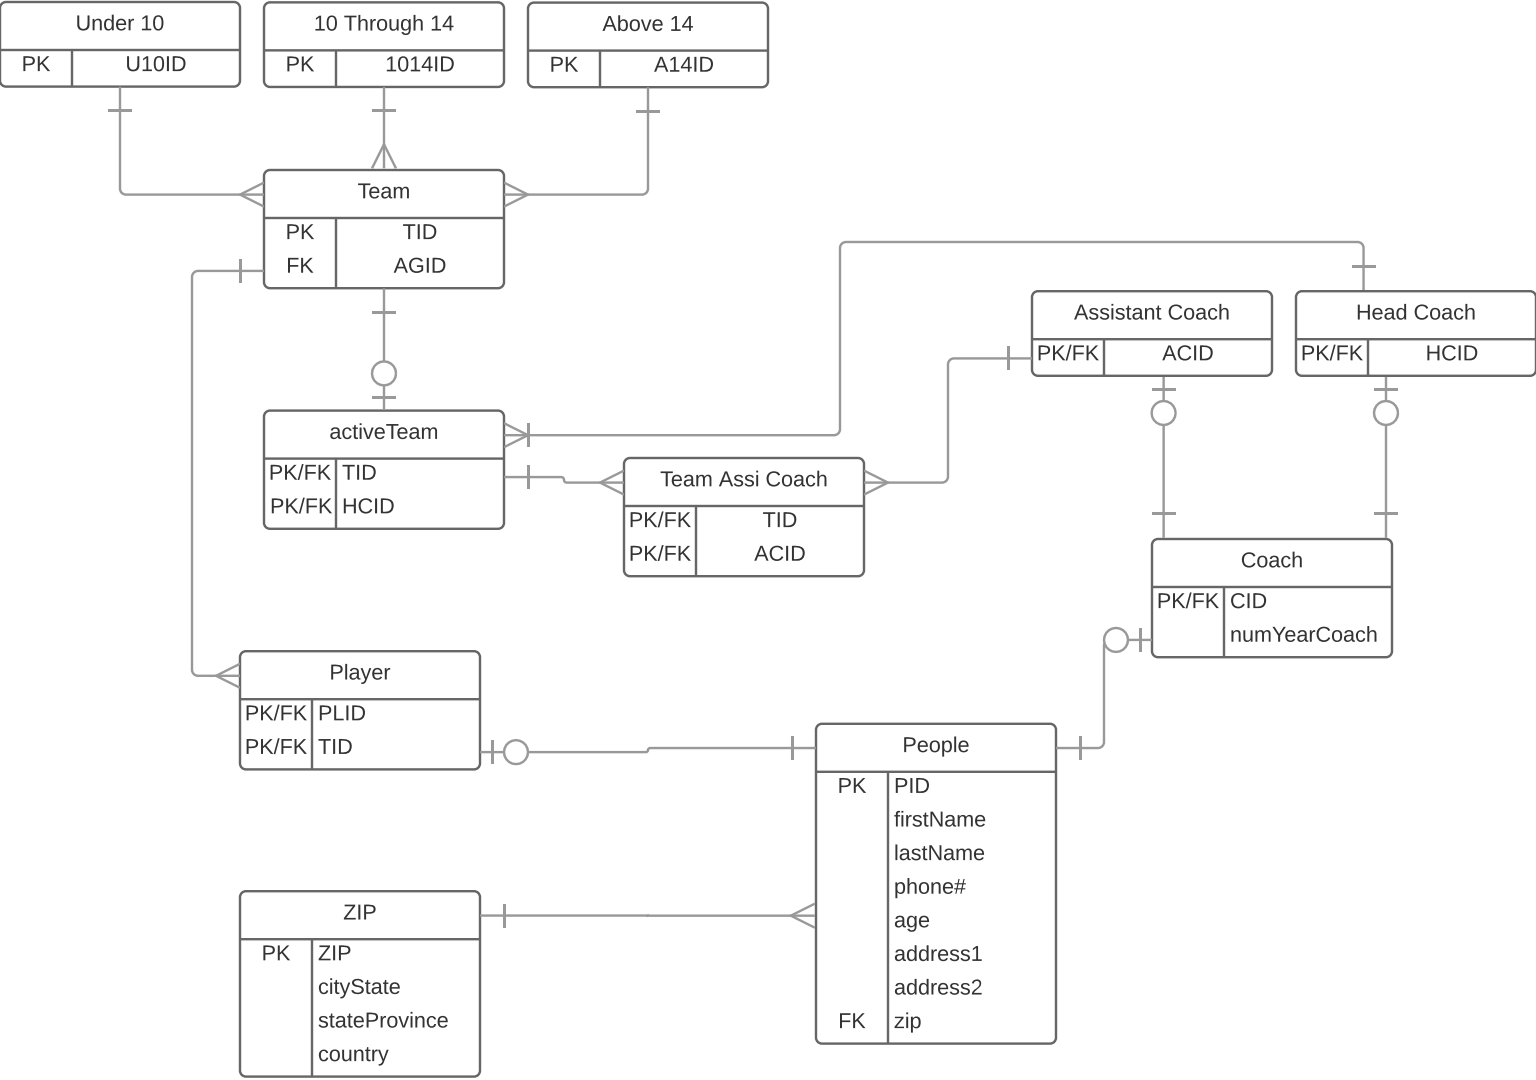 Under 10
PK U10ID
10 Through 14
PK 1014ID
Above 14
PK A14ID
Team
PK TID
FK AGID
Assistant Coach
PK/FK ACID
Head Coach
PK/FK HCID
activeTeam
PK/FK TID
PK/FK HCID
Team Assi Coach
PK/FK TID
PK/FK ACID
Coach
PK/FK CID
numYearCoach
Player
PK/FK PLID
PK/FK TID
People
PK PID
firstName
lastName
phone#
age
address1
address2
FK zip
ZIP
PK ZIP
cityState
stateProvince
country